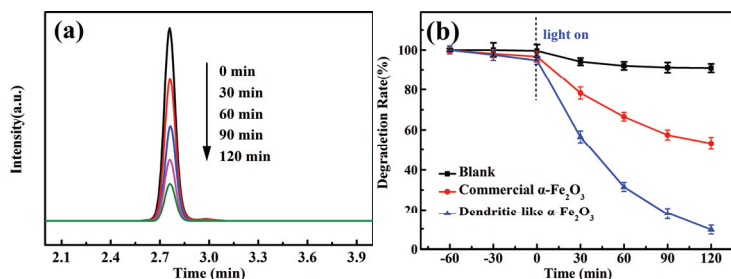 (a)
0 min
30 min
60 min
90 min
120 min
Intensity(a.u.)
2.1 2.4 2.7 3.0 3.3 3.6 3.9
Time (min)
(b)
light on
Degradetion Rate(%)
100
80
60
40
20
0
Blank
Commercial α-Fe₂O₃
Dendritic-like α-Fe₂O₃
-60 -30 0 30 60 90 120
Time (min)